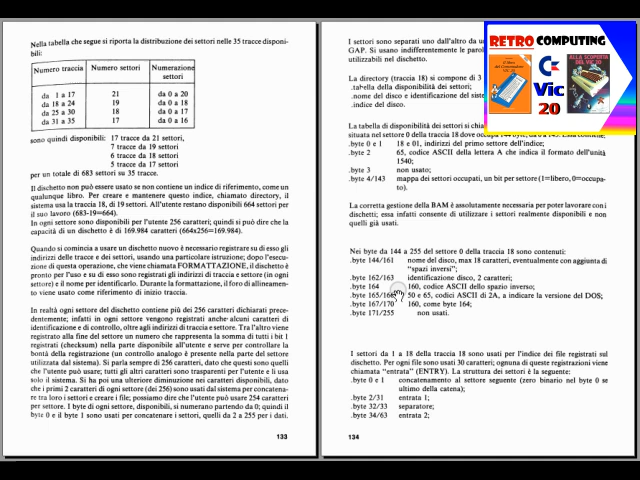 Nella tabella che segue si riporta la distribuzione dei settori nelle 35 tracce disponi-
bili:
Numero traccia Numero settori Numerazione settori
da 1 a 17 21 da 0 a 20
da 18 a 24 19 da 0 a 18
da 25 a 30 18 da 0 a 17
da 31 a 35 17 da 0 a 16
sono quindi disponibili: 17 tracce da 21 settori,
7 tracce da 19 settori
6 tracce da 18 settori
5 tracce da 17 settori
per un totale di 683 settori su 35 tracce.
Il dischetto non può essere usato se non contiene un indice di riferimento, come un
qualunque libro. Per creare e mantenere questo indice, chiamato directory, il
sistema usa la traccia 18, di 19 settori. All'utente restano disponibili 664 settori per
il suo lavoro (683-19=664).
In ogni settore sono disponibili per l'utente 256 caratteri; quindi si può dire che la
capacità di un dischetto è di 169.984 caratteri (664x256=169.984).
Quando si comincia a usare un dischetto nuovo è necessario registrare su di esso gli
indirizzi delle tracce e dei settori, usando una particolare istruzione; dopo l'esecu-
zione di questa operazione, che viene chiamata FORMATTAZIONE, il dischetto è
pronto per l'uso e su di esso sono registrati gli indirizzi di traccia e settore (in ogni
settore) e il nome per identificarlo. Durante la formattazione, il foro di allineamen-
to viene usato come riferimento di inizio traccia.
In realtà ogni settore del dischetto contiene più dei 256 caratteri dichiarati prece-
dentemente; infatti in ogni settore vengono registrati anche alcuni caratteri di
identificazione e di controllo, oltre agli indirizzi di traccia e settore. Tra l'altro viene
registrato alla fine del settore un numero che rappresenta la somma di tutti i bit 1
registrati (checksum) nella parte disponibile all'utente e serve per controllare la
bontà della registrazione (un controllo analogo è presente nella parte del settore
utilizzata dal sistema). Si parla sempre di 256 caratteri, dato che questi sono quelli
che l'utente può usare; tutti gli altri caratteri sono trasparenti per l'utente e li usa
solo il sistema. Si ha poi una ulteriore diminuzione nei caratteri disponibili, dato
che i primi 2 caratteri di ogni settore (dei 256) sono usati dal sistema per concatena-
re tra loro i settori e creare i file; possiamo dire che l'utente può usare 254 caratteri
per settore. I byte di ogni settore, disponibili, si numerano partendo da 0; quindi il
byte 0 e il byte 1 sono usati per concatenare i settori, quelli da 2 a 255 per i dati.
133
I settori sono separati uno dall'altro da
GAP. Si usano indifferentemente le parol
utilizzabili nel dischetto.
La directory (traccia 18) si compone di 3
.tabella della disponibilità dei settori;
.nome del disco e identificazione del siste
.indice del disco.
La tabella di disponibilità dei settori si chia
situata nel settore 0 della traccia 18 dove occupa 144 byte, da 0 a 143. Essa contiene:
.byte 0 e 1 18 e 01, indirizzi del primo settore dell'indice;
.byte 2 65, codice ASCII della lettera A che indica il formato dell'unità
1540;
.byte 3 non usato;
.byte 4/143 mappa dei settori occupati, un bit per settore (1=libero, 0=occupa-
to).
La corretta gestione della BAM è assolutamente necessaria per poter lavorare con i
dischetti; essa infatti consente di utilizzare i settori realmente disponibili e non
quelli già usati.
Nei byte da 144 a 255 del settore 0 della traccia 18 sono contenuti:
.byte 144/161 nome del disco, max 18 caratteri, eventualmente con aggiunta di
"spazi inversi";
.byte 162/163 identificazione disco, 2 caratteri;
.byte 164 160, codice ASCII dello spazio inverso;
.byte 165/166 50 e 65, codici ASCII di 2A, a indicare la versione del DOS;
.byte 167/170 160, come byte 164;
.byte 171/255 non usati.
I settori da 1 a 18 della traccia 18 sono usati per l'indice dei file registrati sul
dischetto. Per ogni file sono usati 30 caratteri; ognuna di queste registrazioni viene
chiamata "entrata" (ENTRY). La struttura dei settori è la seguente:
.byte 0 e 1 concatenamento al settore seguente (zero binario nel byte 0 se
ultimo della catena);
.byte 2/31 entrata 1;
.byte 32/33 separatore;
.byte 34/63 entrata 2;
134
RETRO COMPUTING
Vic
20
ALLA SCOPERTA
DEL VIC 20